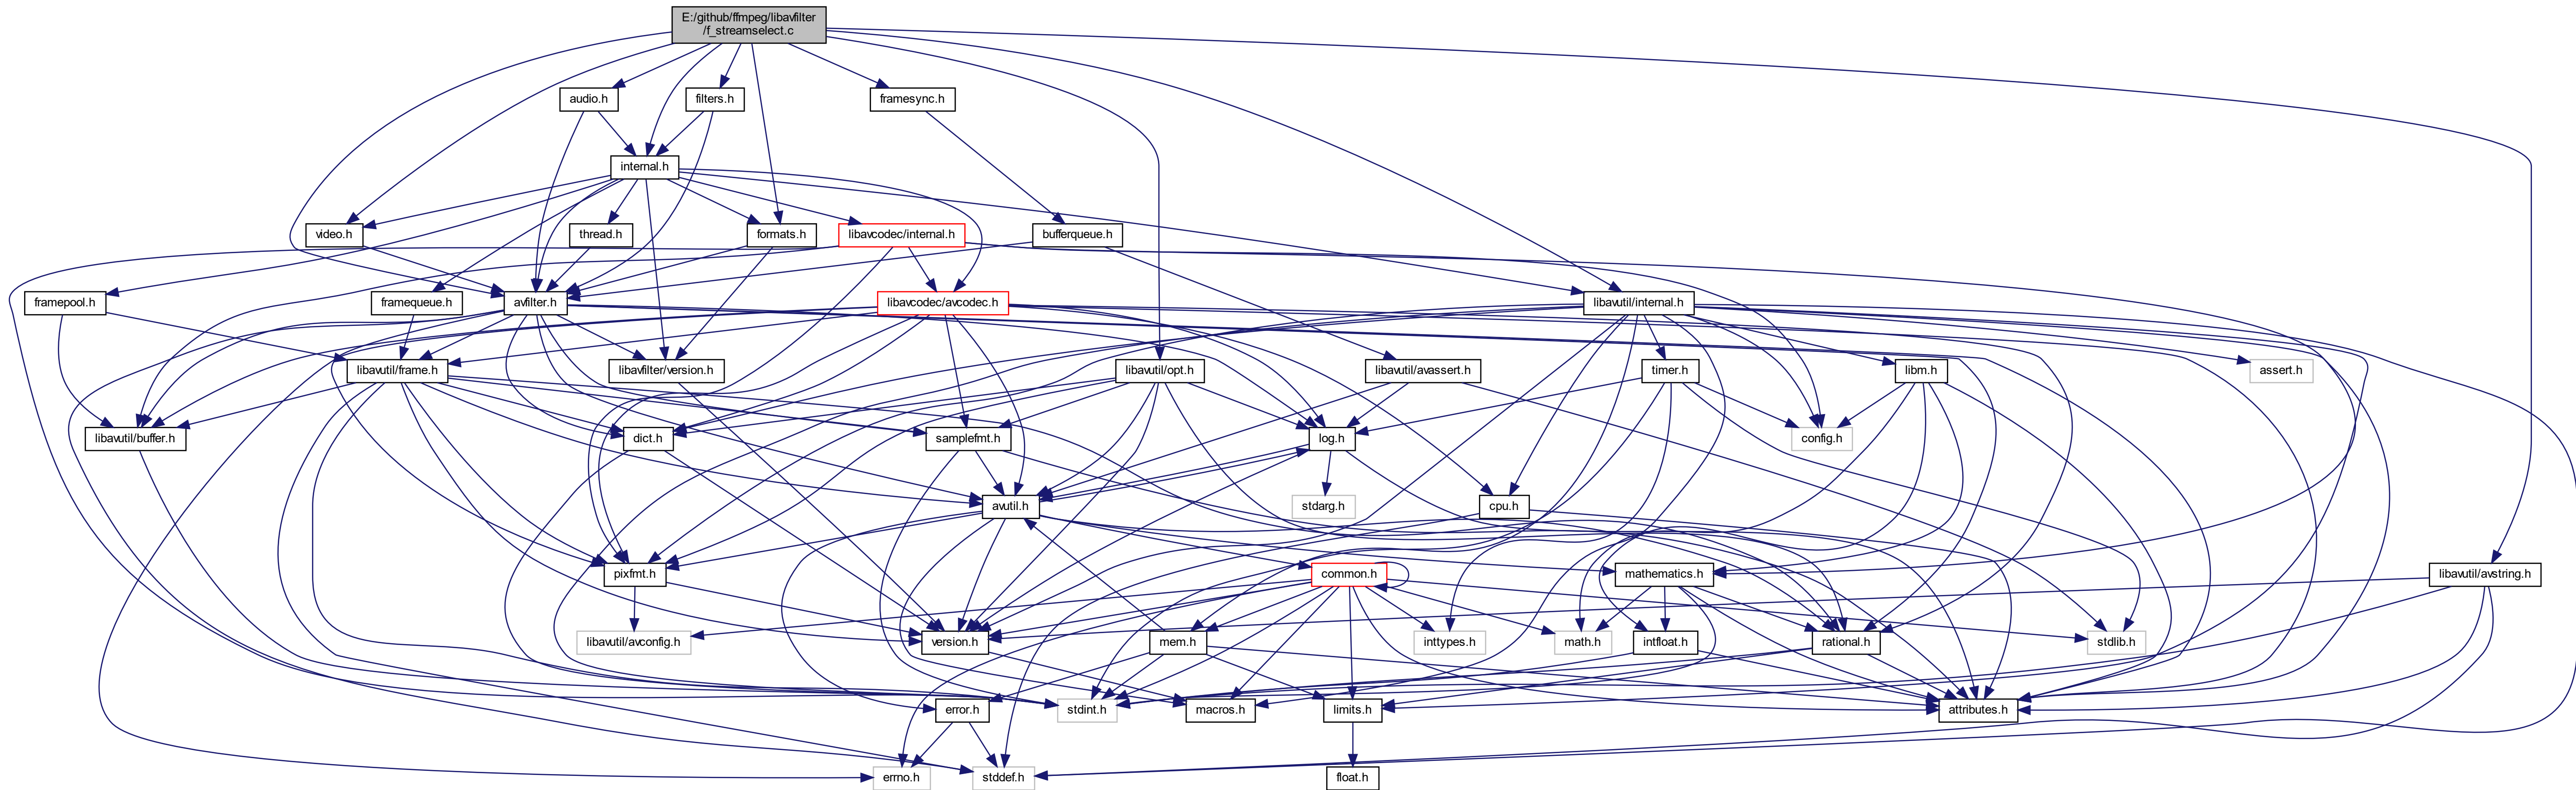 E:/github/ffmpeg/libavfilter
/f_streamselect.c
audio.h
filters.h
framesync.h
internal.h
video.h
thread.h
formats.h
libavcodec/internal.h
bufferqueue.h
framepool.h
framequeue.h
avfilter.h
libavcodec/avcodec.h
libavutil/internal.h
libavutil/frame.h
libavfilter/version.h
libavutil/opt.h
libavutil/avassert.h
timer.h
libm.h
assert.h
libavutil/buffer.h
dict.h
samplefmt.h
log.h
config.h
avutil.h
stdarg.h
cpu.h
pixfmt.h
common.h
mathematics.h
libavutil/avstring.h
libavutil/avconfig.h
version.h
mem.h
inttypes.h
math.h
intfloat.h
rational.h
stdlib.h
error.h
stdint.h
macros.h
limits.h
attributes.h
errno.h
stddef.h
float.h